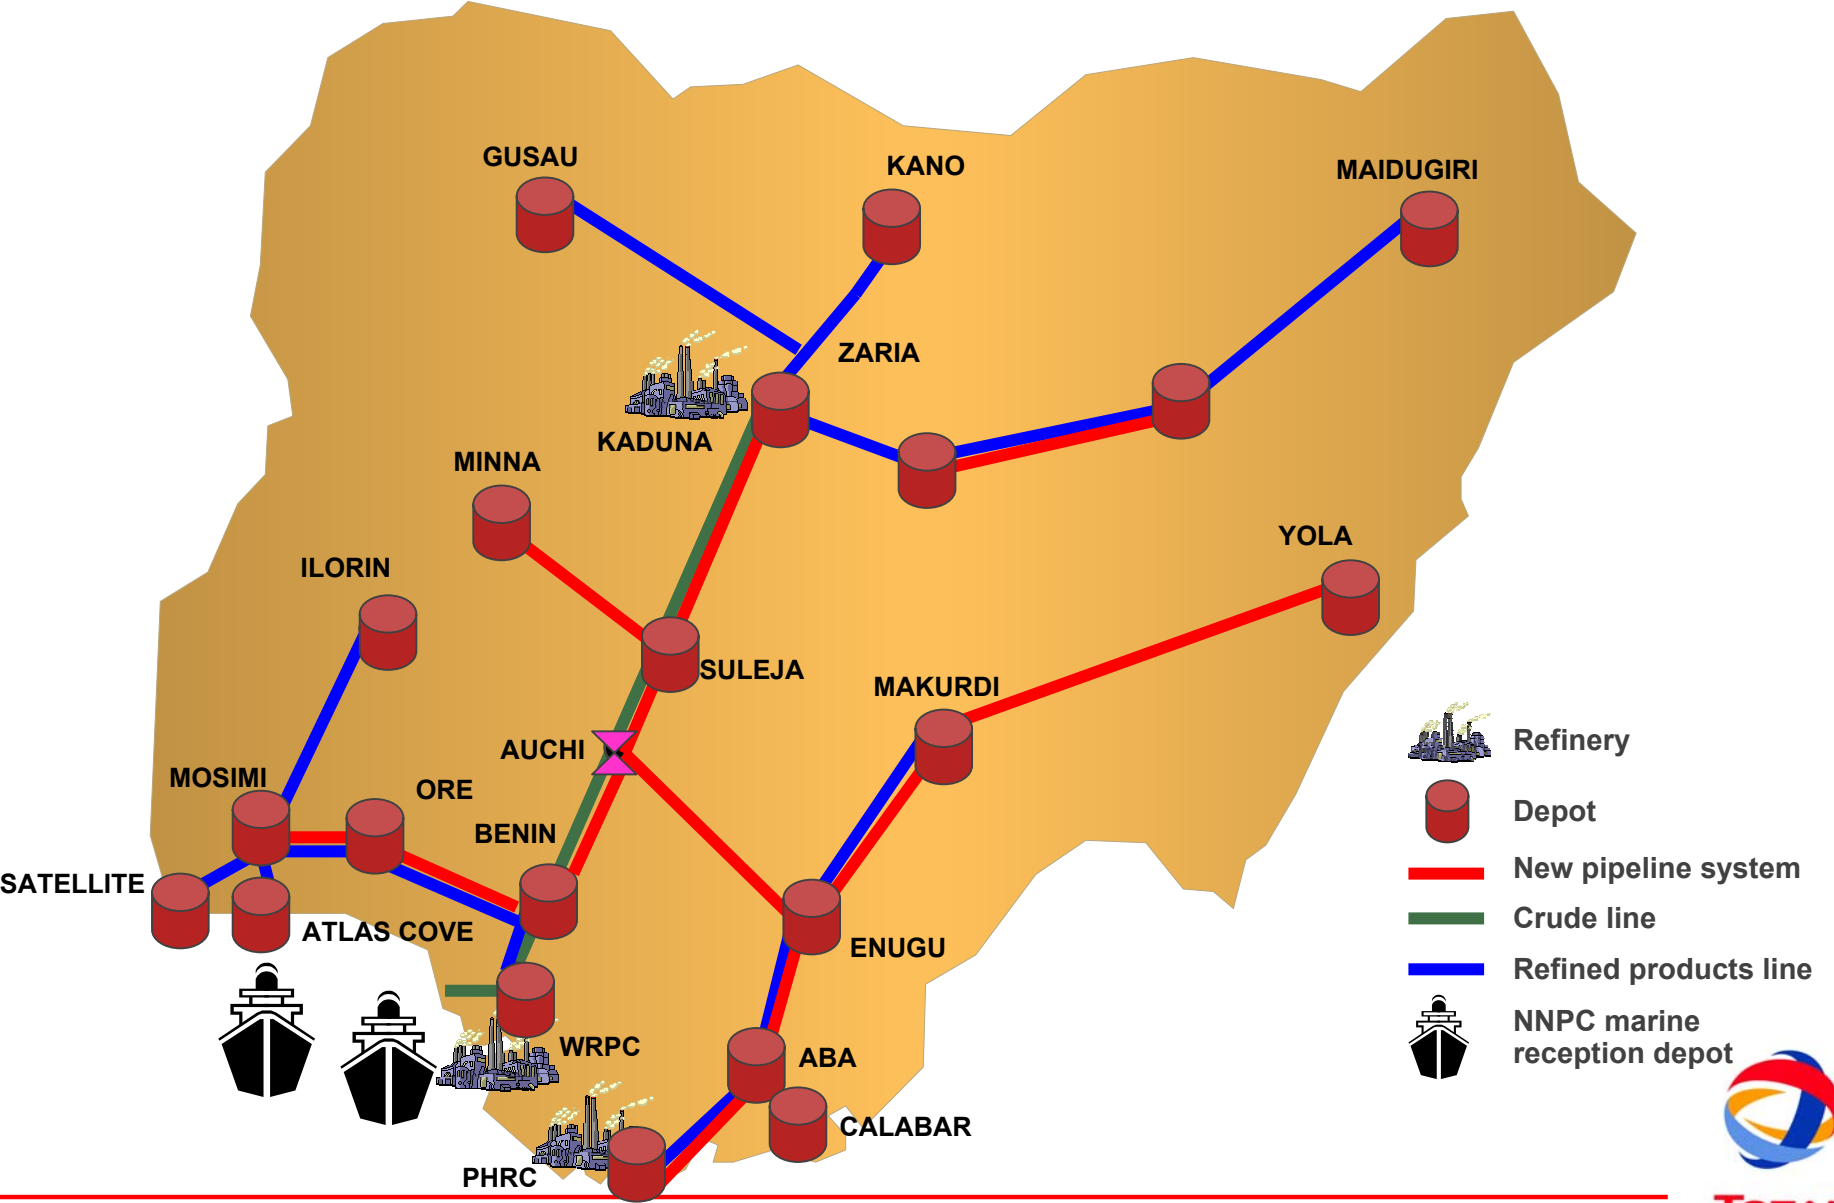 GUSAU
KANO
MAIDUGIRI
ZARIA
KADUNA
MINNA
YOLA
ILORIN
SULEJA
MAKURDI
AUCHI
MOSIMI
ORE
BENIN
SATELLITE
ATLAS COVE
ENUGU
WRPC
ABA
CALABAR
PHRC
Refinery
Depot
New pipeline system
Crude line
Refined products line
NNPC marine
reception depot